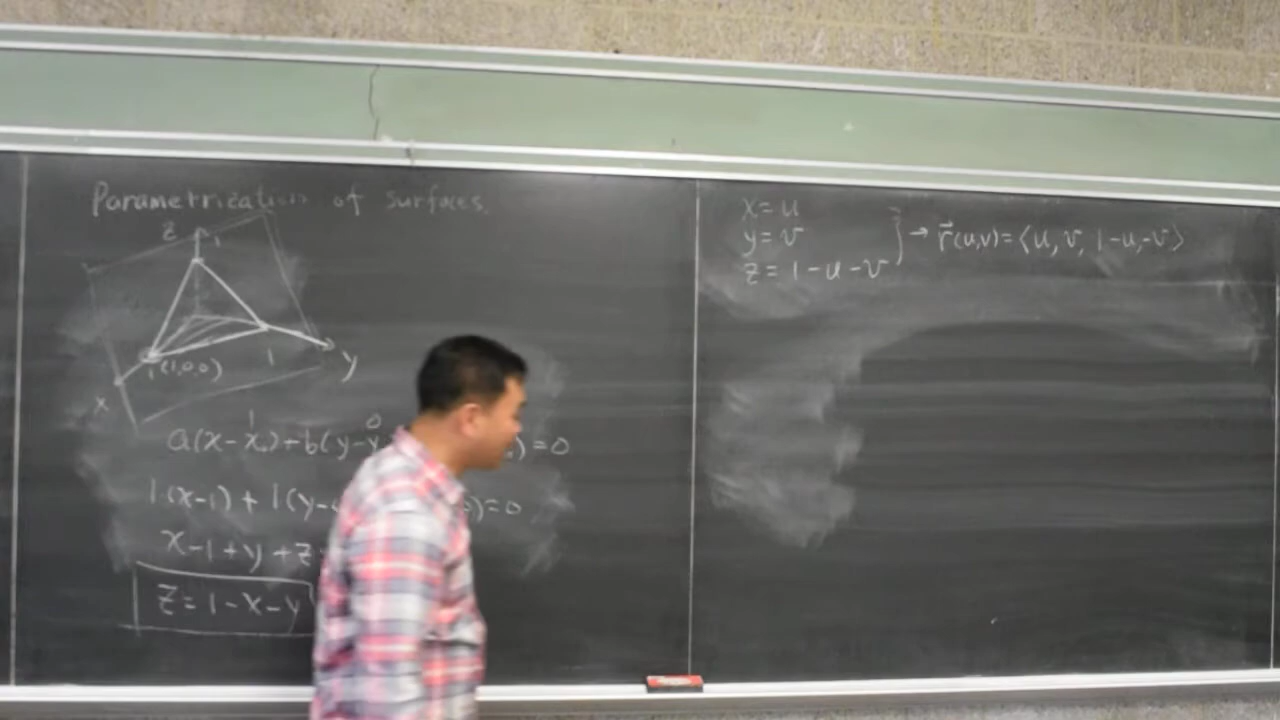 Parametrization of surfaces.
z
1
1 (1,0,0)
1
y
x
1 0
a(x-x₀)+b(y-y )=0
1·(x-1)+1(y- )=0
x-1+y+z
z=1-x-y
x=u
y=v
z=1-u-v
→ r⃗(u,v)=⟨u, v, 1-u-v⟩